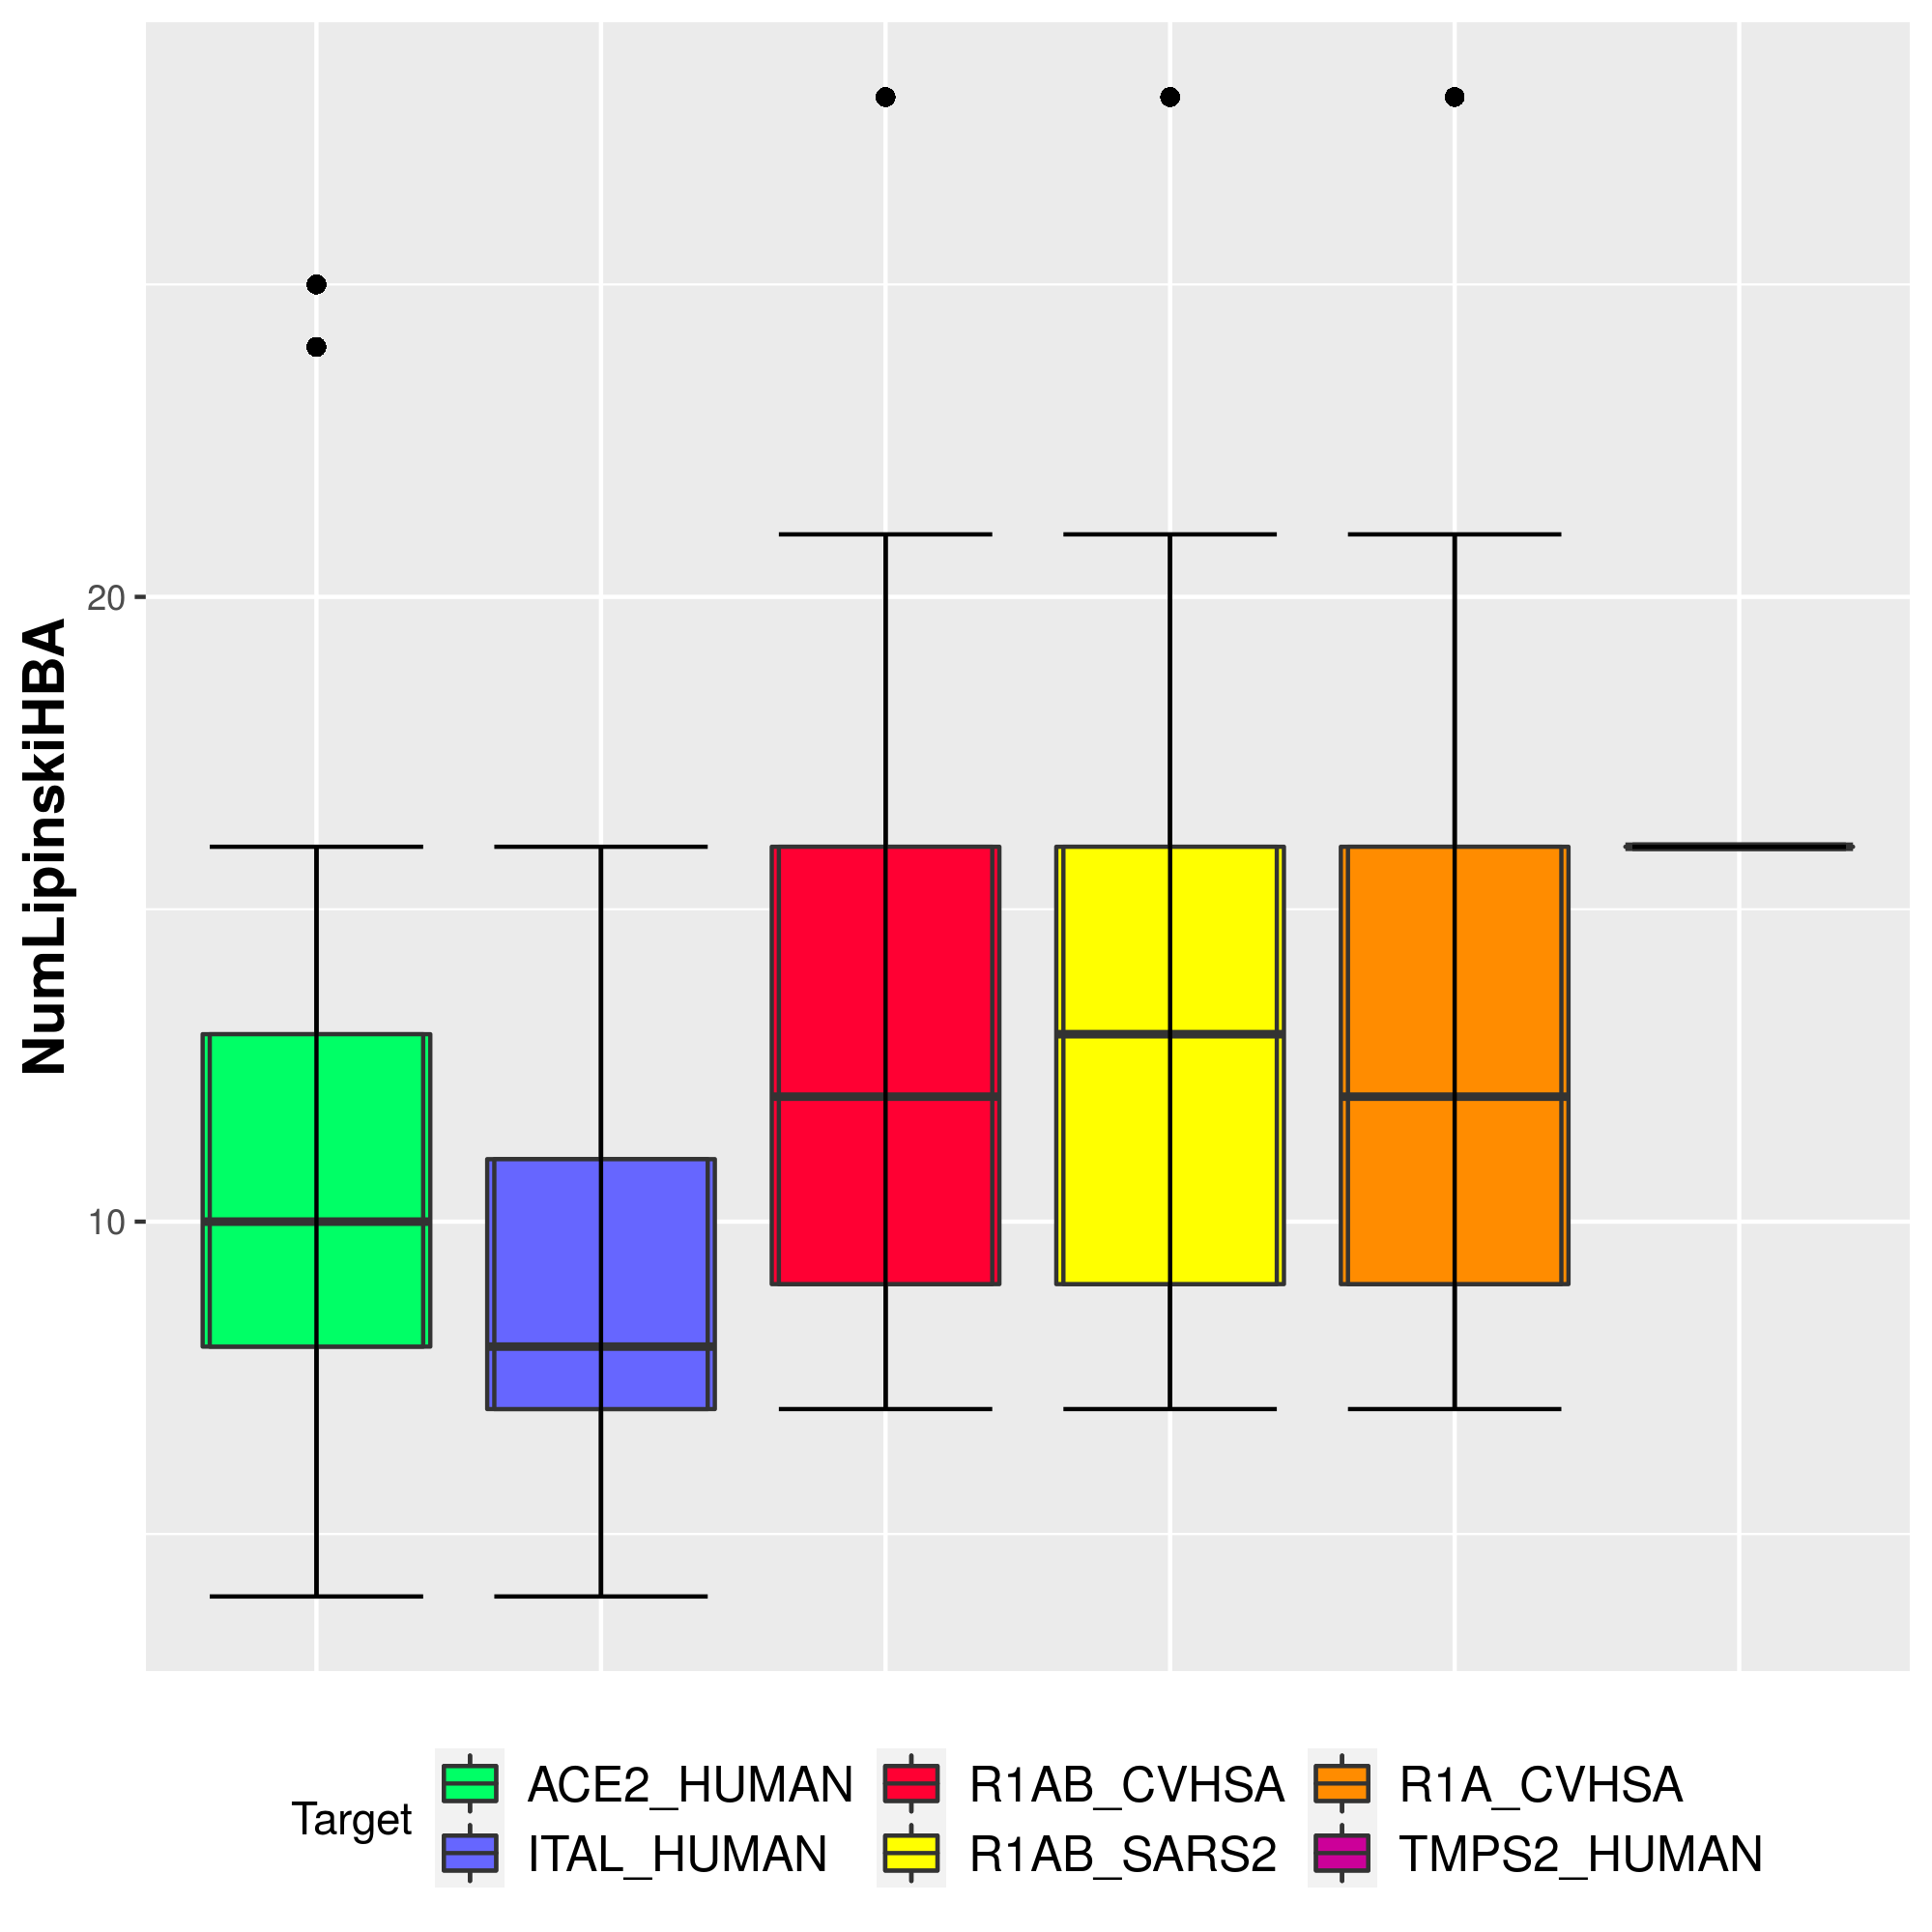 NumLipinskiHBA
20
10
Target
ACE2_HUMAN
ITAL_HUMAN
R1AB_CVHSA
R1AB_SARS2
R1A_CVHSA
TMPS2_HUMAN